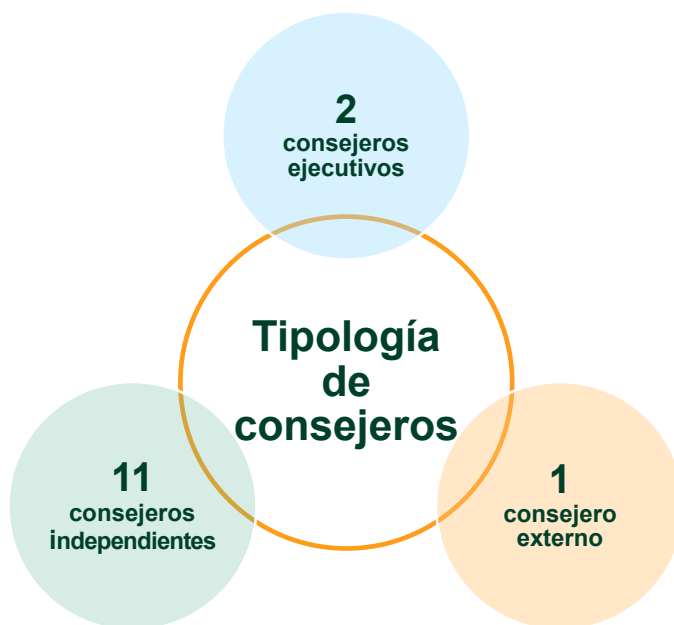 2
consejeros
ejecutivos
Tipología
de
consejeros
11
consejeros
independientes
1
consejero
externo